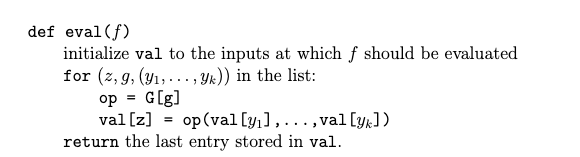 def eval(f)
initialize val to the inputs at which f should be evaluated
for (z, g, (y₁, . . . , yₖ)) in the list:
op = G[g]
val[z] = op(val[y₁],...,val[yₖ])
return the last entry stored in val.